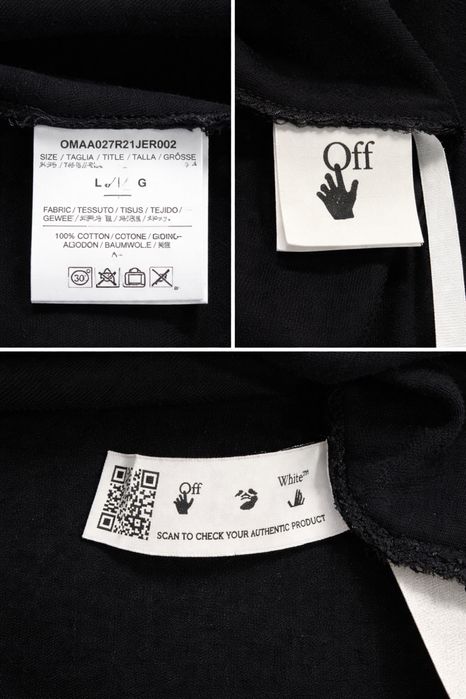 OMAA027R21JER002
SIZE / TAGLIA / TITLE / TALLA / GRÖSSE
L G
FABRIC / TESSUTO / TISUS / TEJIDO /
GEWEE /
100% COTTON / COTONE /
ALGODON / BAUMWOLE /
30°
Off
Off
White™
SCAN TO CHECK YOUR AUTHENTIC PRODUCT